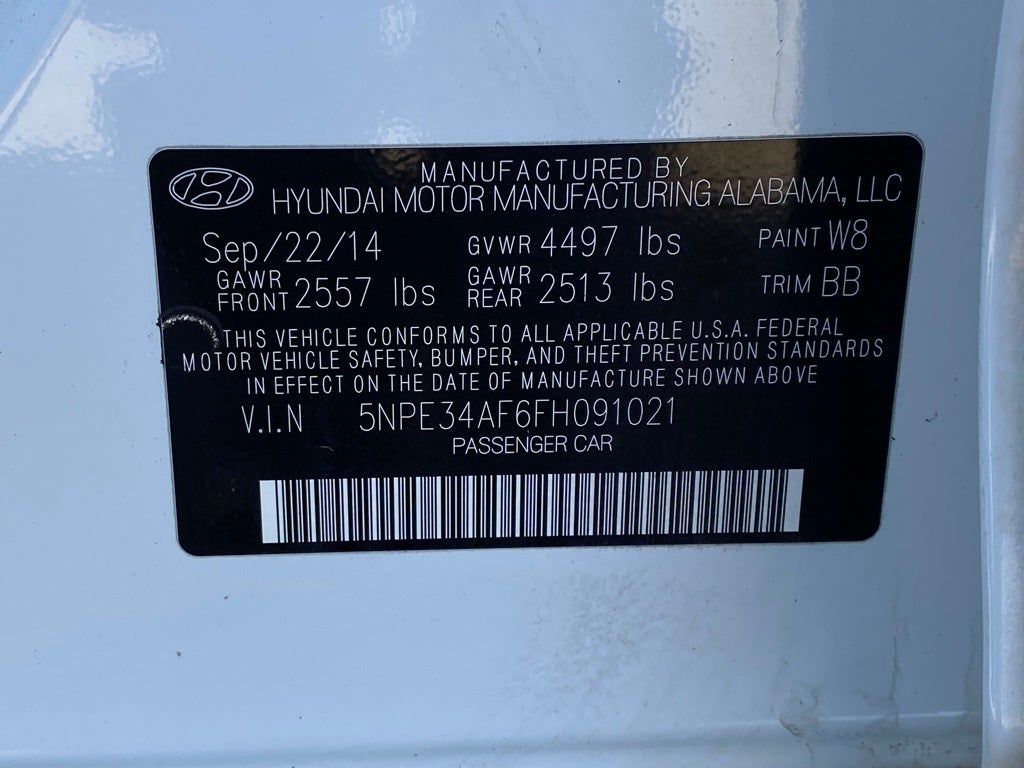 MANUFACTURED BY
HYUNDAI MOTOR MANUFACTURING ALABAMA, LLC
Sep/22/14 GVWR 4497 lbs PAINT W8
GAWR FRONT 2557 lbs GAWR REAR 2513 lbs TRIM BB
THIS VEHICLE CONFORMS TO ALL APPLICABLE U.S.A. FEDERAL
MOTOR VEHICLE SAFETY, BUMPER, AND THEFT PREVENTION STANDARDS
IN EFFECT ON THE DATE OF MANUFACTURE SHOWN ABOVE
V.I.N 5NPE34AF6FH091021
PASSENGER CAR